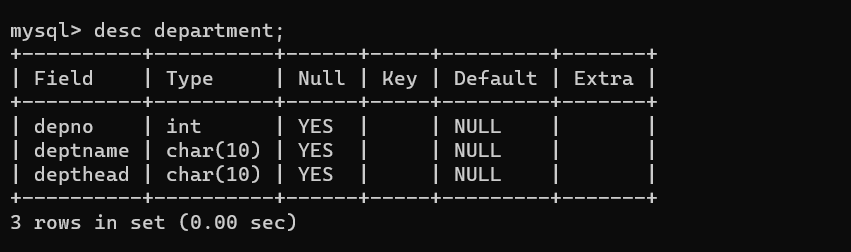 mysql> desc department;
+----------+----------+------+-----+---------+-------+
| Field    | Type     | Null | Key | Default | Extra |
+----------+----------+------+-----+---------+-------+
| depno    | int      | YES  |     | NULL    |       |
| deptname | char(10) | YES  |     | NULL    |       |
| depthead | char(10) | YES  |     | NULL    |       |
+----------+----------+------+-----+---------+-------+
3 rows in set (0.00 sec)